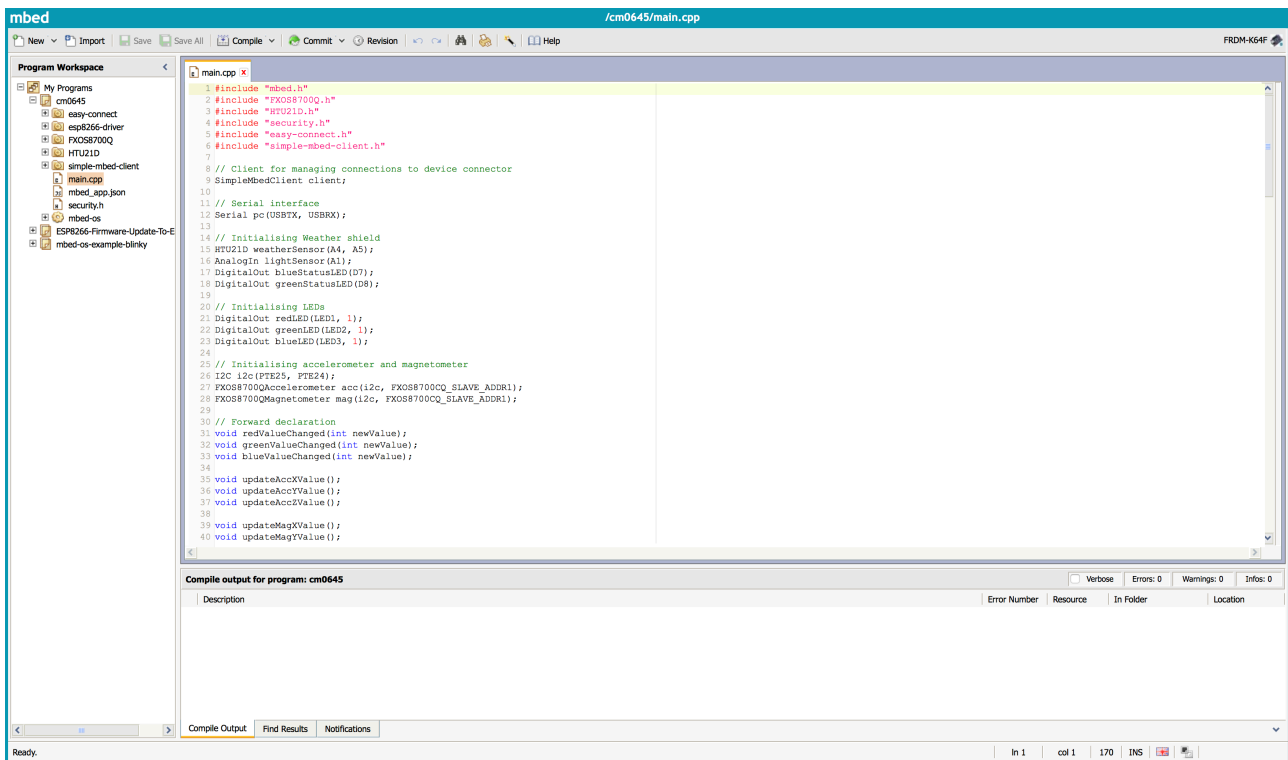 mbed /cm0645/main.cpp
New Import Save Save All Compile Commit Revision Help FRDM-K64F
Program Workspace
My Programs
cm0645
easy-connect
esp8266-driver
FXOS8700Q
HTU21D
simple-mbed-client
main.cpp
mbed_app.json
security.h
mbed-os
ESP8266-Firmware-Update-To-E
mbed-os-example-blinky
main.cpp
1 #include "mbed.h"
2 #include "FXOS8700Q.h"
3 #include "HTU21D.h"
4 #include "security.h"
5 #include "easy-connect.h"
6 #include "simple-mbed-client.h"
7
8 // Client for managing connections to device connector
9 SimpleMbedClient client;
10
11 // Serial interface
12 Serial pc(USBTX, USBRX);
13
14 // Initialising Weather shield
15 HTU21D weatherSensor(A4, A5);
16 AnalogIn lightSensor(A1);
17 DigitalOut blueStatusLED(D7);
18 DigitalOut greenStatusLED(D8);
19
20 // Initialising LEDs
21 DigitalOut redLED(LED1, 1);
22 DigitalOut greenLED(LED2, 1);
23 DigitalOut blueLED(LED3, 1);
24
25 // Initialising accelerometer and magnetometer
26 I2C i2c(PTE25, PTE24);
27 FXOS8700QAccelerometer acc(i2c, FXOS8700CQ_SLAVE_ADDR1);
28 FXOS8700QMagnetometer mag(i2c, FXOS8700CQ_SLAVE_ADDR1);
29
30 // Forward declaration
31 void redValueChanged(int newValue);
32 void greenValueChanged(int newValue);
33 void blueValueChanged(int newValue);
34
35 void updateAccXValue();
36 void updateAccYValue();
37 void updateAccZValue();
38
39 void updateMagXValue();
40 void updateMagYValue();
Compile output for program: cm0645 Verbose Errors: 0 Warnings: 0 Infos: 0
Description Error Number Resource In Folder Location
Compile Output Find Results Notifications
Ready. ln 1 col 1 170 INS